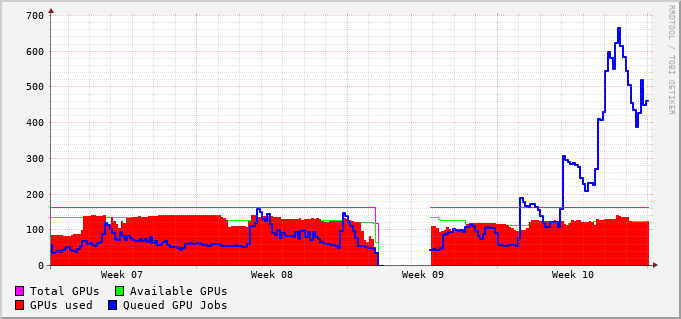 700
600
500
400
300
200
100
0
Week 07 Week 08 Week 09 Week 10
Total GPUs Available GPUs
GPUs used Queued GPU Jobs
RRDTOOL / TOBI OETIKER